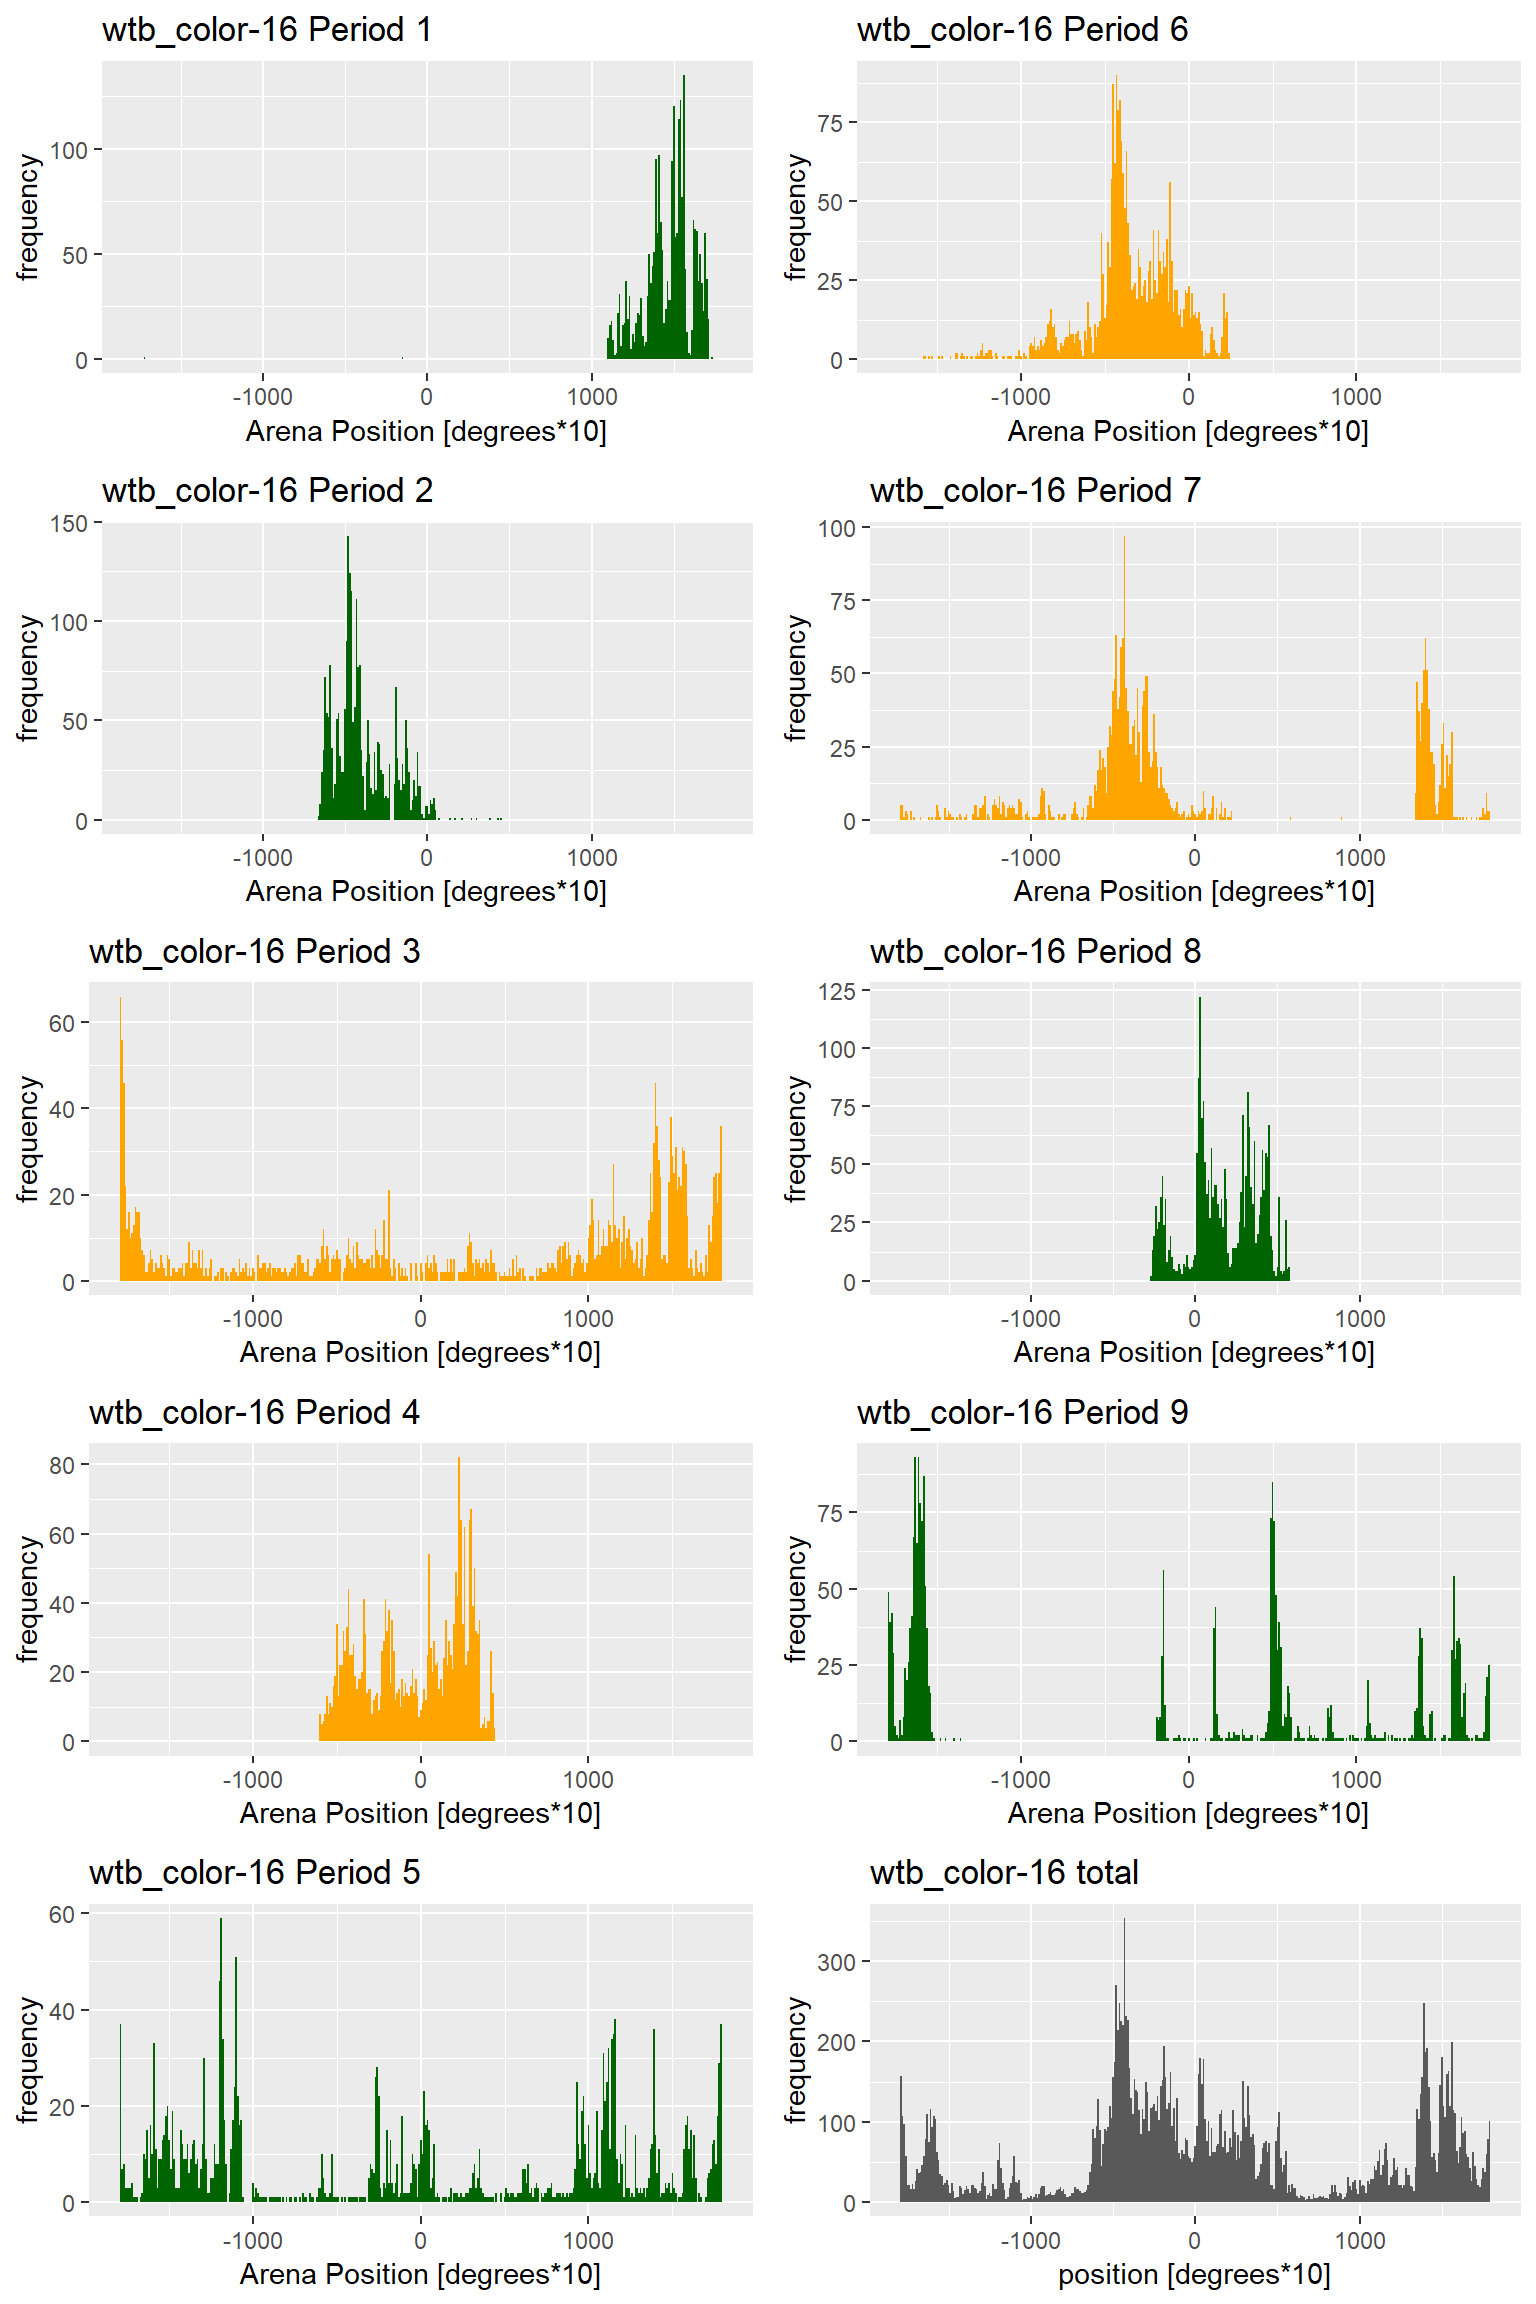 wtb_color-16 Period 1
frequency
100
50
0
-1000 0 1000
Arena Position [degrees*10]
wtb_color-16 Period 6
frequency
75
50
25
0
-1000 0 1000
Arena Position [degrees*10]
wtb_color-16 Period 2
frequency
150
100
50
0
-1000 0 1000
Arena Position [degrees*10]
wtb_color-16 Period 7
frequency
100
75
50
25
0
-1000 0 1000
Arena Position [degrees*10]
wtb_color-16 Period 3
frequency
60
40
20
0
-1000 0 1000
Arena Position [degrees*10]
wtb_color-16 Period 8
frequency
125
100
75
50
25
0
-1000 0 1000
Arena Position [degrees*10]
wtb_color-16 Period 4
frequency
80
60
40
20
0
-1000 0 1000
Arena Position [degrees*10]
wtb_color-16 Period 9
frequency
75
50
25
0
-1000 0 1000
Arena Position [degrees*10]
wtb_color-16 Period 5
frequency
60
40
20
0
-1000 0 1000
Arena Position [degrees*10]
wtb_color-16 total
frequency
300
200
100
0
-1000 0 1000
position [degrees*10]